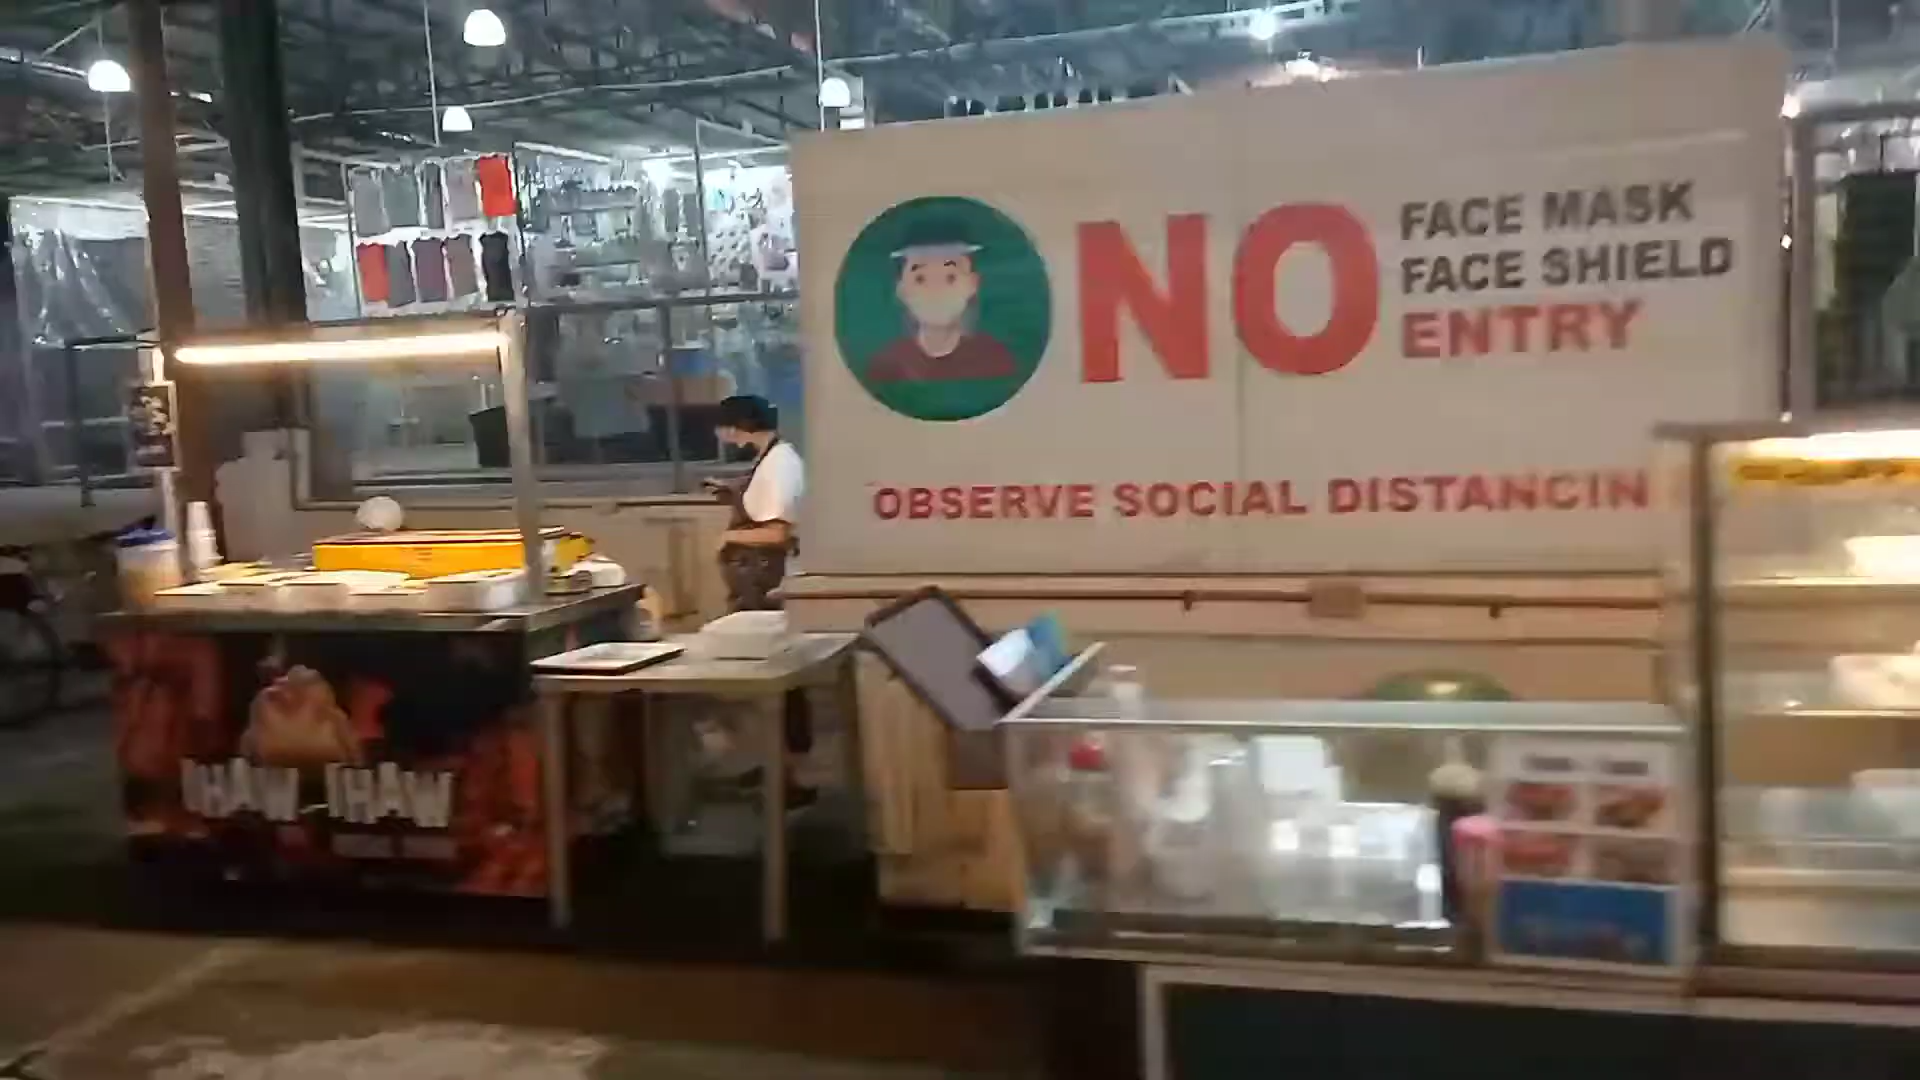 NO
FACE MASK
FACE SHIELD
ENTRY
OBSERVE SOCIAL DISTANCIN
IHAW-IHAW